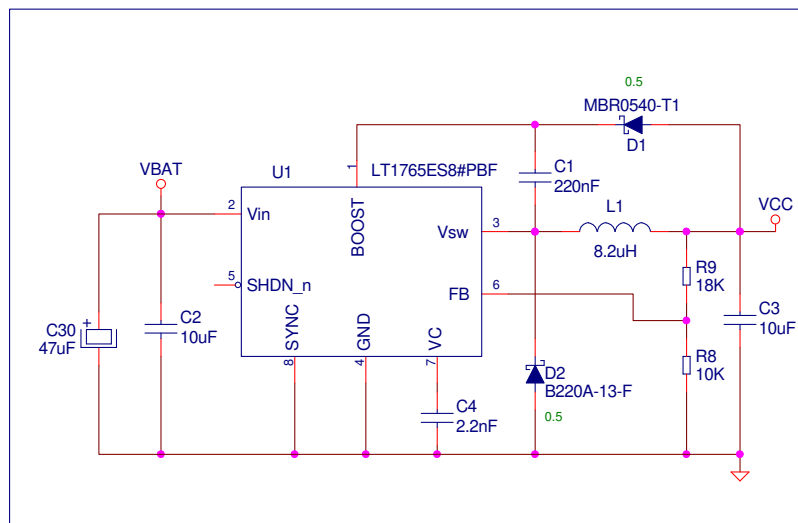 0.5
MBR0540-T1
D1
VBAT
U1
1
LT1765ES8#PBF
C1
220nF
L1
8.2uH
VCC
2
Vin
BOOST
Vsw
3
5
SHDN_n
FB
6
R9
18K
SYNC
GND
VC
8
4
7
+
C30
47uF
C2
10uF
C3
10uF
R8
10K
D2
B220A-13-F
0.5
C4
2.2nF